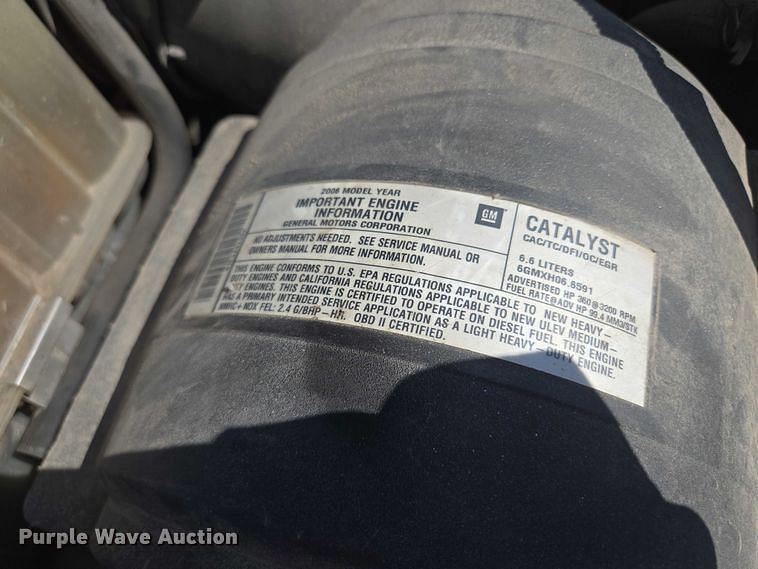 2006 MODEL YEAR
IMPORTANT ENGINE
INFORMATION
GENERAL MOTORS CORPORATION
GM
NO ADJUSTMENTS NEEDED. SEE SERVICE MANUAL OR
OWNERS MANUAL FOR MORE INFORMATION.
CATALYST
CAC/TC/DFI/OC/EGR
6.6 LITERS
6GMXH06.6591
ADVERTISED HP 360@3200 RPM
FUEL RATE@ADV HP 99.4 MM3/STK
THIS ENGINE CONFORMS TO U.S. EPA REGULATIONS APPLICABLE TO NEW HEAVY-
DUTY ENGINES AND CALIFORNIA REGULATIONS APPLICABLE TO NEW ULEV MEDIUM-
DUTY ENGINES. THIS ENGINE IS CERTIFIED TO OPERATE ON DIESEL FUEL. THIS ENGINE
HAS A PRIMARY INTENDED SERVICE APPLICATION AS A LIGHT HEAVY-DUTY ENGINE.
NMHC+NOX FEL: 2.4 G/BHP-HR. OBD II CERTIFIED.
Purple Wave Auction